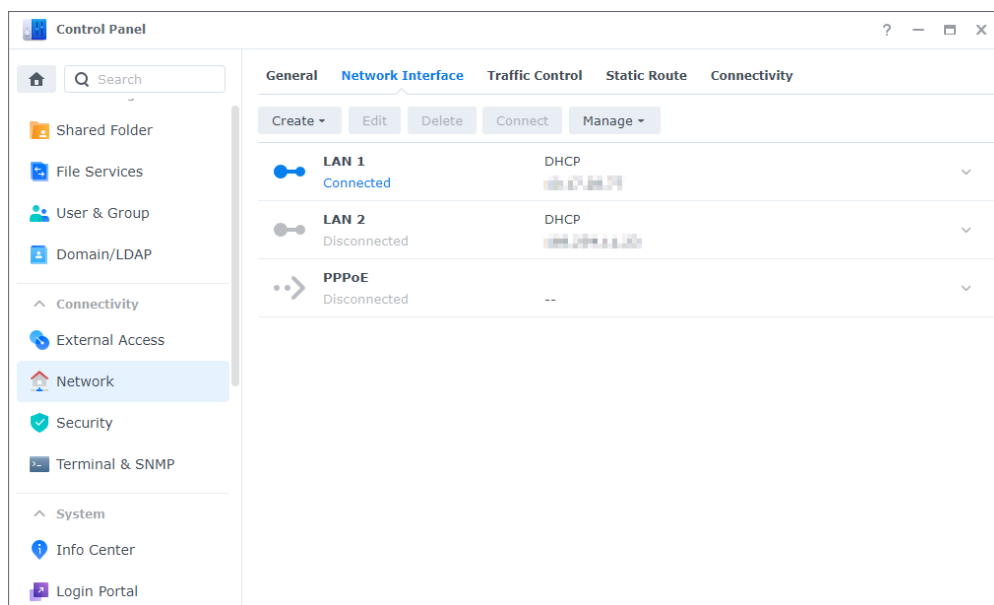 Control Panel
?
Search
General Network Interface Traffic Control Static Route Connectivity
Create Edit Delete Connect Manage
Shared Folder
File Services
User & Group
Domain/LDAP
Connectivity
External Access
Network
Security
Terminal & SNMP
System
Info Center
Login Portal
LAN 1 DHCP
Connected
LAN 2 DHCP
Disconnected
PPPoE
Disconnected --